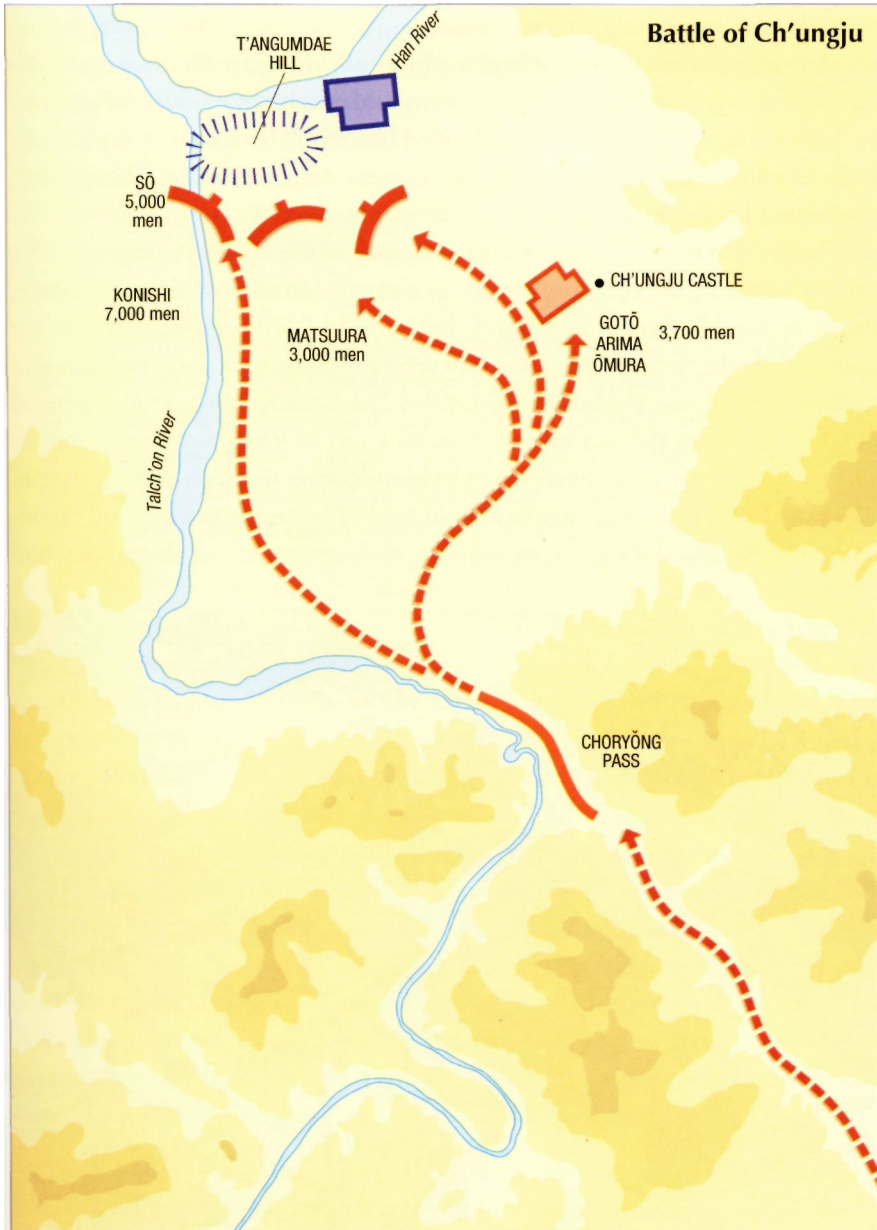 Battle of Ch'ungju
T'ANGUMDAE
HILL
Han River
SŌ
5,000
men
CH'UNGJU CASTLE
KONISHI
7,000 men
MATSUURA
3,000 men
GOTŌ
ARIMA
ŌMURA
3,700 men
Talch'on River
CHORYŎNG
PASS